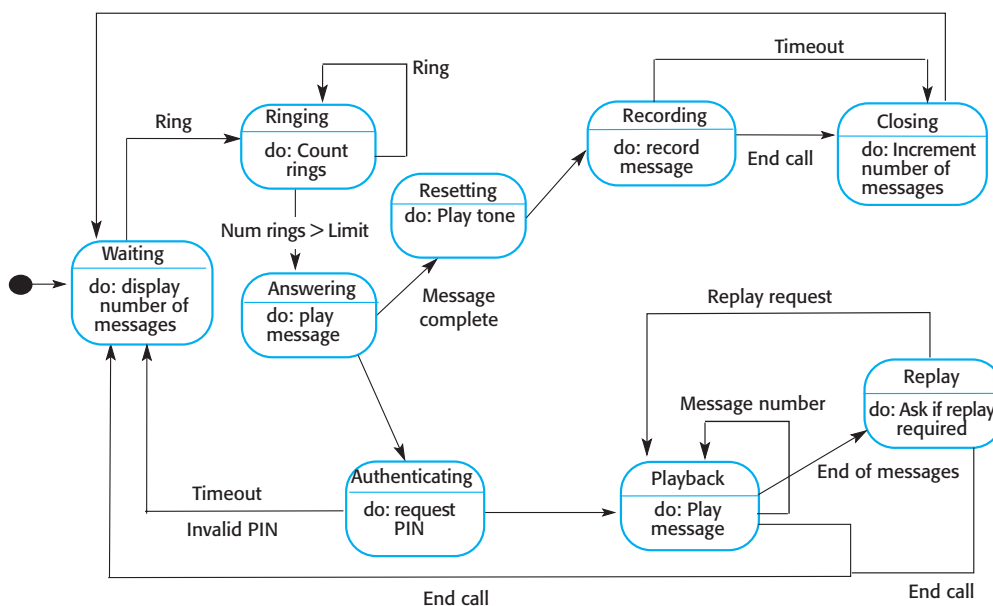 Timeout
Ring
Ring
Ringing
do: Count
rings
Recording
do: record
message
End call
Closing
do: Increment
number of
messages
Resetting
do: Play tone
Num rings > Limit
Waiting
do: display
number of
messages
Answering
do: play
message
Message
complete
Replay request
Replay
do: Ask if replay
required
Message number
End of messages
Authenticating
do: request
PIN
Playback
do: Play
message
Timeout
Invalid PIN
End call
End call